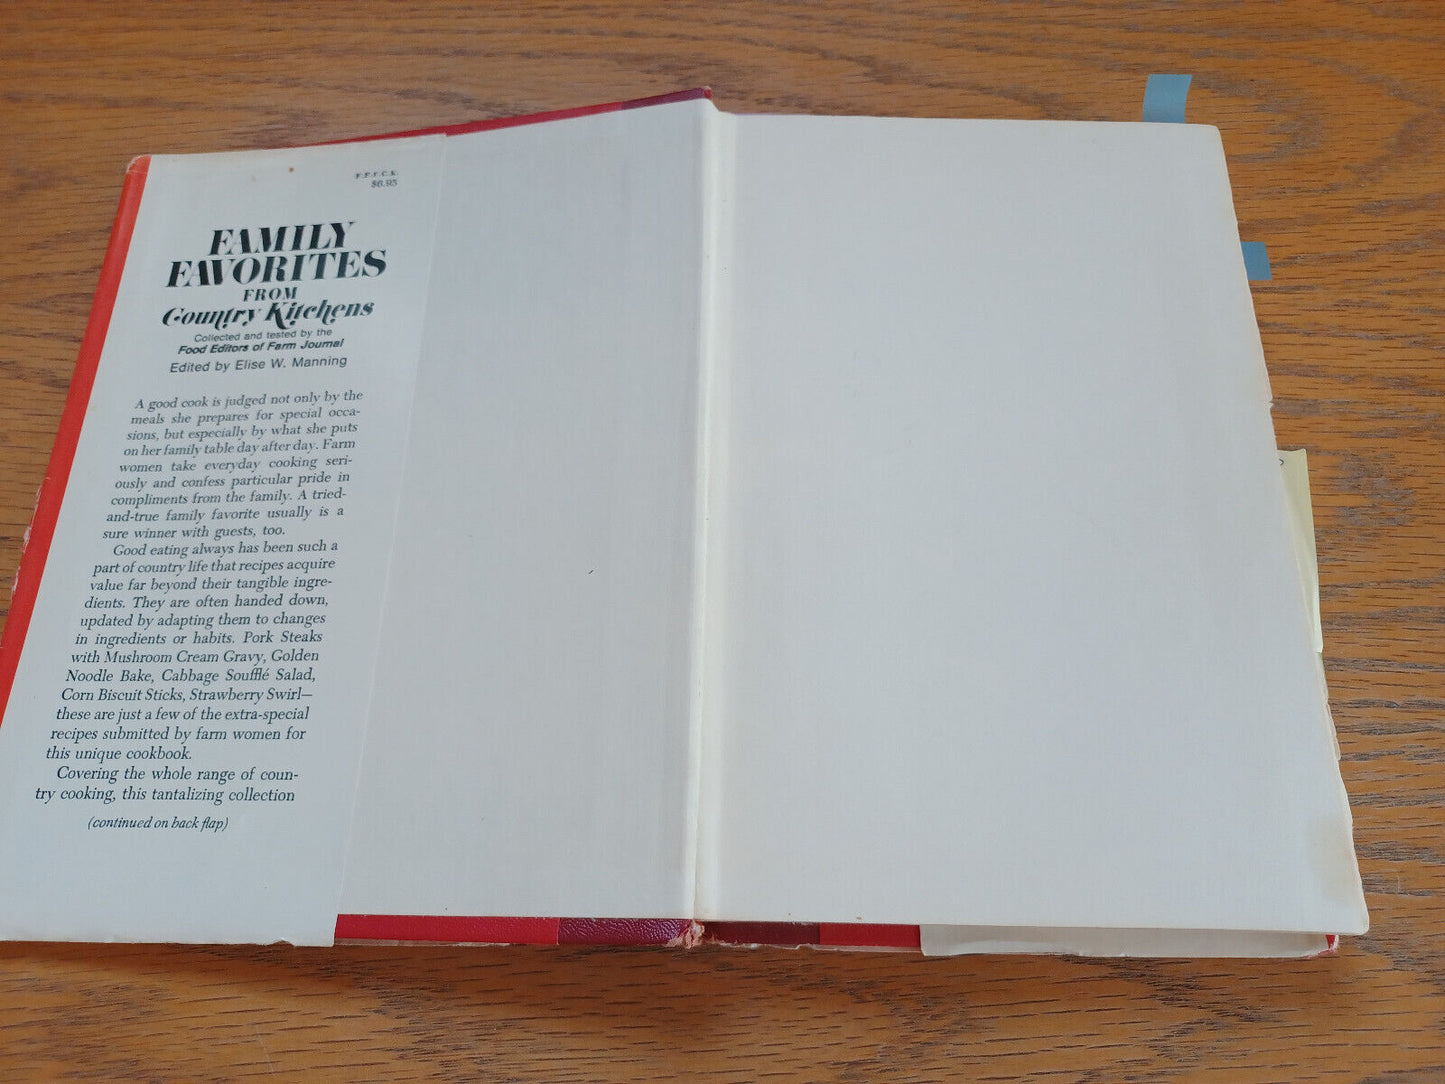 F.F.F.C.K.
$6.95
FAMILY
FAVORITES
FROM
Country Kitchens
Collected and tested by the
Food Editors of Farm Journal
Edited by Elise W. Manning
A good cook is judged not only by the
meals she prepares for special occa-
sions, but especially by what she puts
on her family table day after day. Farm
women take everyday cooking seri-
ously and confess particular pride in
compliments from the family. A tried-
and-true family favorite usually is a
sure winner with guests, too.
Good eating always has been such a
part of country life that recipes acquire
value far beyond their tangible ingre-
dients. They are often handed down,
updated by adapting them to changes
in ingredients or habits. Pork Steaks
with Mushroom Cream Gravy, Golden
Noodle Bake, Cabbage Soufflé Salad,
Corn Biscuit Sticks, Strawberry Swirl—
these are just a few of the extra-special
recipes submitted by farm women for
this unique cookbook.
Covering the whole range of coun-
try cooking, this tantalizing collection
(continued on back flap)